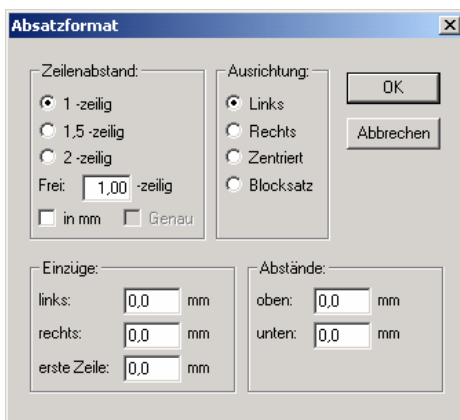 Absatzformat
Zeilenabstand:
1 -zeilig
1,5 -zeilig
2 -zeilig
Frei: 1,00 -zeilig
in mm Genau
Ausrichtung:
Links
Rechts
Zentriert
Blocksatz
OK
Abbrechen
Einzüge:
links: 0,0 mm
rechts: 0,0 mm
erste Zeile: 0,0 mm
Abstände:
oben: 0,0 mm
unten: 0,0 mm